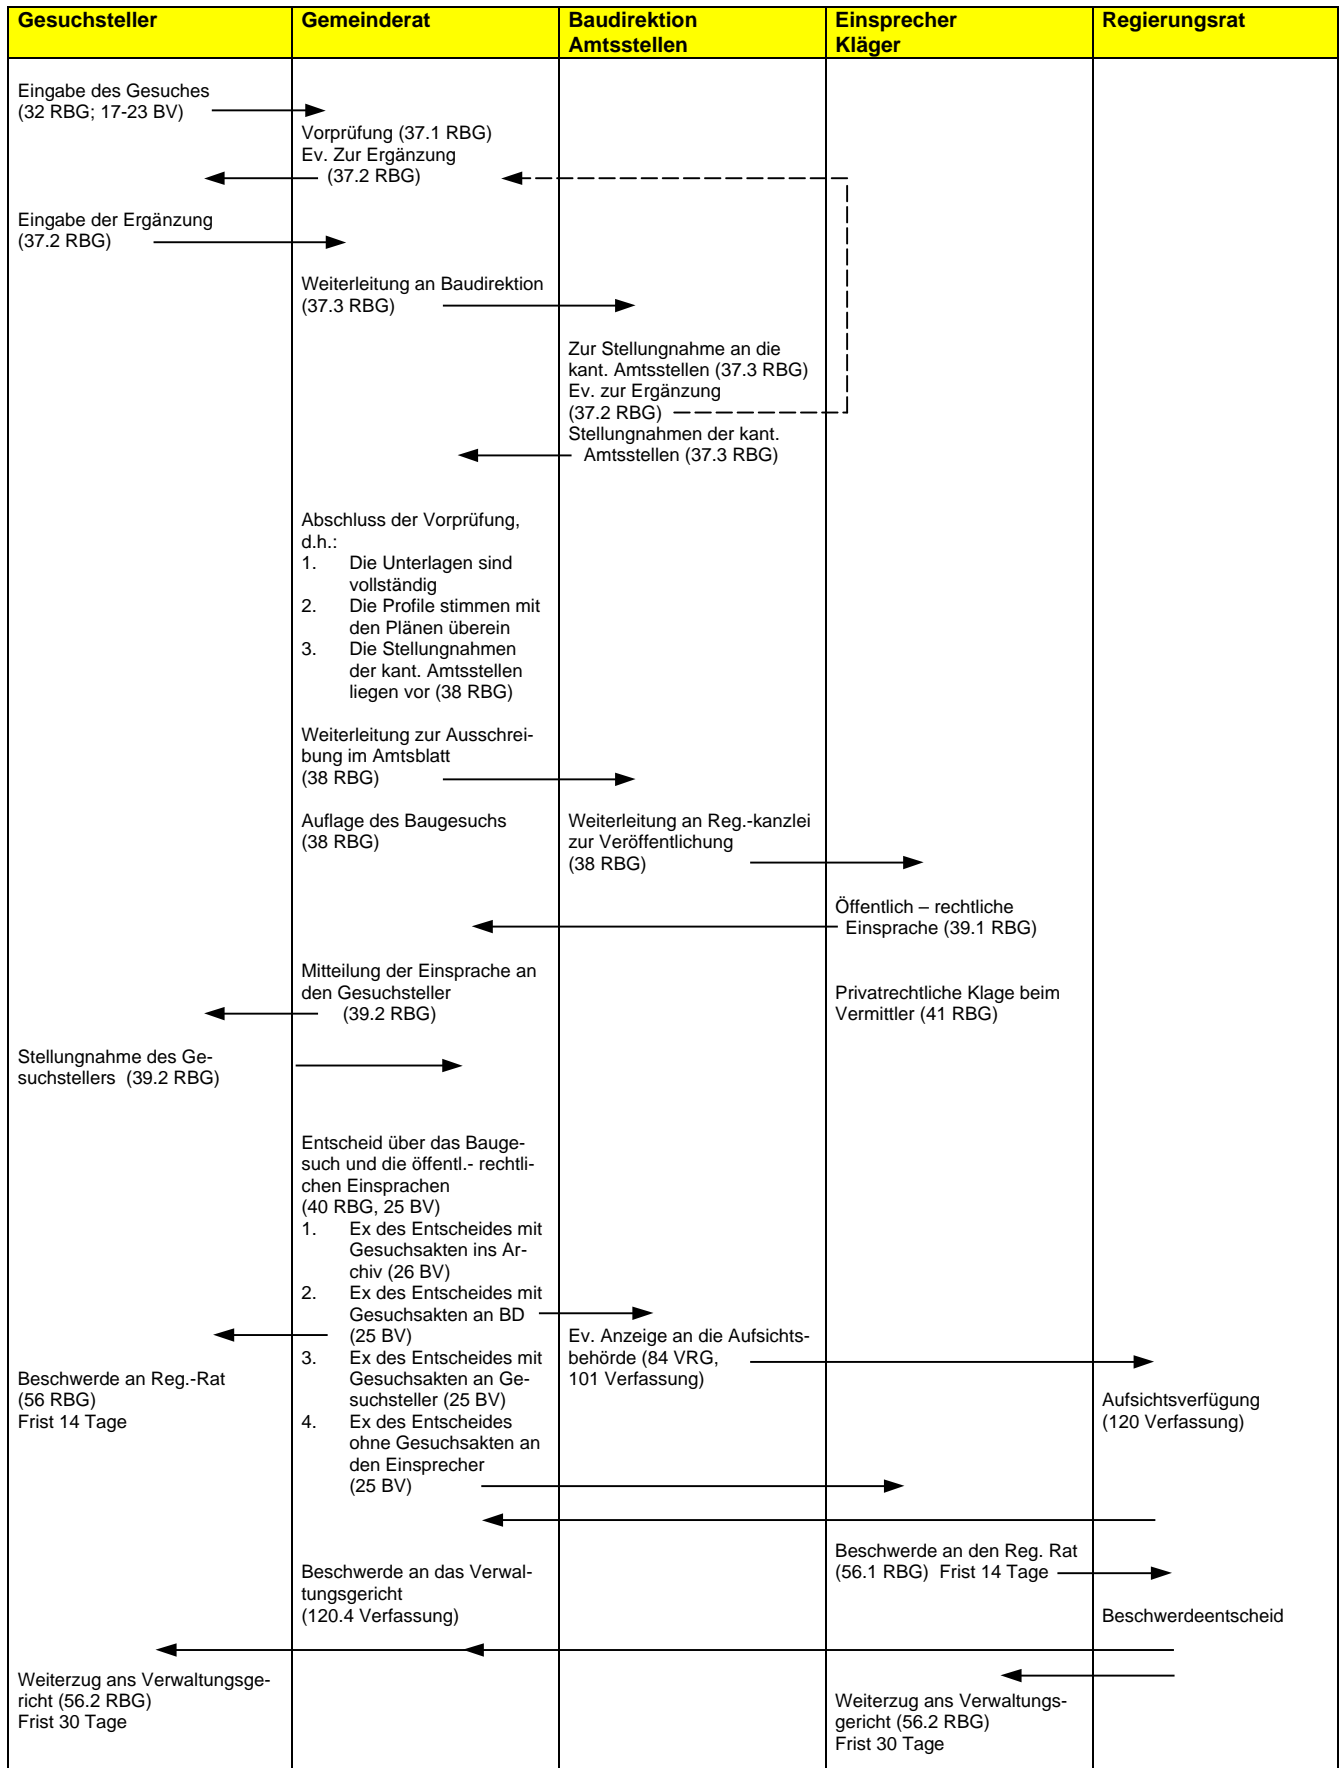 Gesuchsteller
Gemeinderat
Baudirektion
Amtsstellen
Einsprecher
Kläger
Regierungsrat
Eingabe des Gesuches
(32 RBG; 17-23 BV)
Vorprüfung (37.1 RBG)
Ev. Zur Ergänzung
(37.2 RBG)
Eingabe der Ergänzung
(37.2 RBG)
Weiterleitung an Baudirektion
(37.3 RBG)
Zur Stellungnahme an die
kant. Amtsstellen (37.3 RBG)
Ev. zur Ergänzung
(37.2 RBG)
Stellungnahmen der kant.
Amtsstellen (37.3 RBG)
Abschluss der Vorprüfung,
d.h.:
1. Die Unterlagen sind
vollständig
2. Die Profile stimmen mit
den Plänen überein
3. Die Stellungnahmen
der kant. Amtsstellen
liegen vor (38 RBG)
Weiterleitung zur Ausschrei-
bung im Amtsblatt
(38 RBG)
Auflage des Baugesuchs
(38 RBG)
Weiterleitung an Reg.-kanzlei
zur Veröffentlichung
(38 RBG)
Öffentlich – rechtliche
Einsprache (39.1 RBG)
Mitteilung der Einsprache an
den Gesuchsteller
(39.2 RBG)
Privatrechtliche Klage beim
Vermittler (41 RBG)
Stellungnahme des Ge-
suchstellers (39.2 RBG)
Entscheid über das Bauge-
such und die öffentl.- rechtli-
chen Einsprachen
(40 RBG, 25 BV)
1. Ex des Entscheides mit
Gesuchsakten ins Ar-
chiv (26 BV)
2. Ex des Entscheides mit
Gesuchsakten an BD
(25 BV)
3. Ex des Entscheides mit
Gesuchsakten an Ge-
suchsteller (25 BV)
4. Ex des Entscheides
ohne Gesuchsakten an
den Einsprecher
(25 BV)
Ev. Anzeige an die Aufsichts-
behörde (84 VRG,
101 Verfassung)
Beschwerde an Reg.-Rat
(56 RBG)
Frist 14 Tage
Aufsichtsverfügung
(120 Verfassung)
Beschwerde an den Reg. Rat
(56.1 RBG) Frist 14 Tage
Beschwerde an das Verwal-
tungsgericht
(120.4 Verfassung)
Beschwerdeentscheid
Weiterzug ans Verwaltungsge-
richt (56.2 RBG)
Frist 30 Tage
Weiterzug ans Verwaltungs-
gericht (56.2 RBG)
Frist 30 Tage